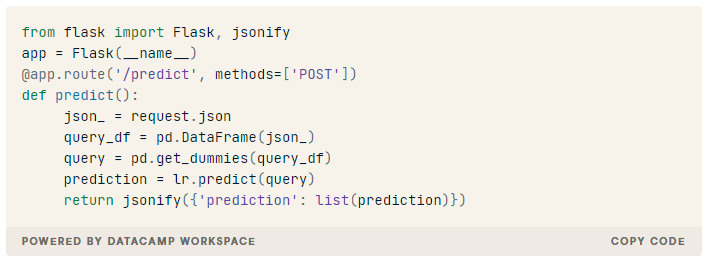 from flask import Flask, jsonify
app = Flask(__name__)
@app.route('/predict', methods=['POST'])
def predict():
     json_ = request.json
     query_df = pd.DataFrame(json_)
     query = pd.get_dummies(query_df)
     prediction = lr.predict(query)
     return jsonify({'prediction': list(prediction)})
POWERED BY DATACAMP WORKSPACE
COPY CODE